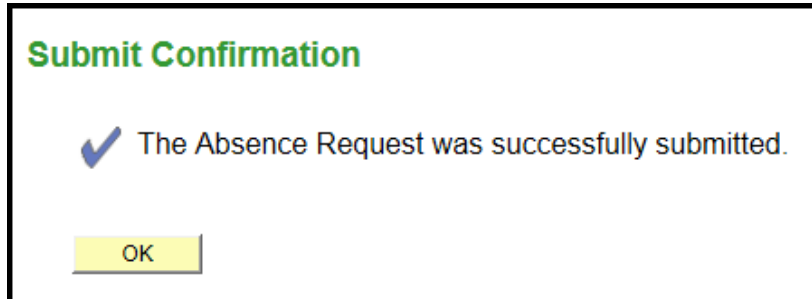 Submit Confirmation
The Absence Request was successfully submitted.
OK